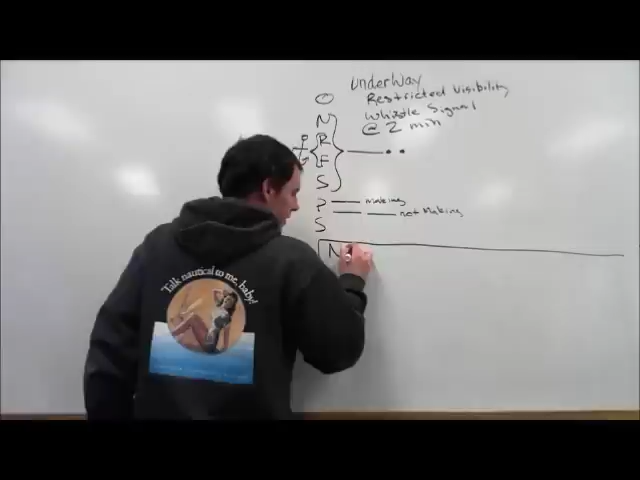 UnderWay
Restricted Visibility
Whistle Signal
@ 2 min
O
N
R
F
S
P making
not Making
S
N
Talk nautical to me, baby!